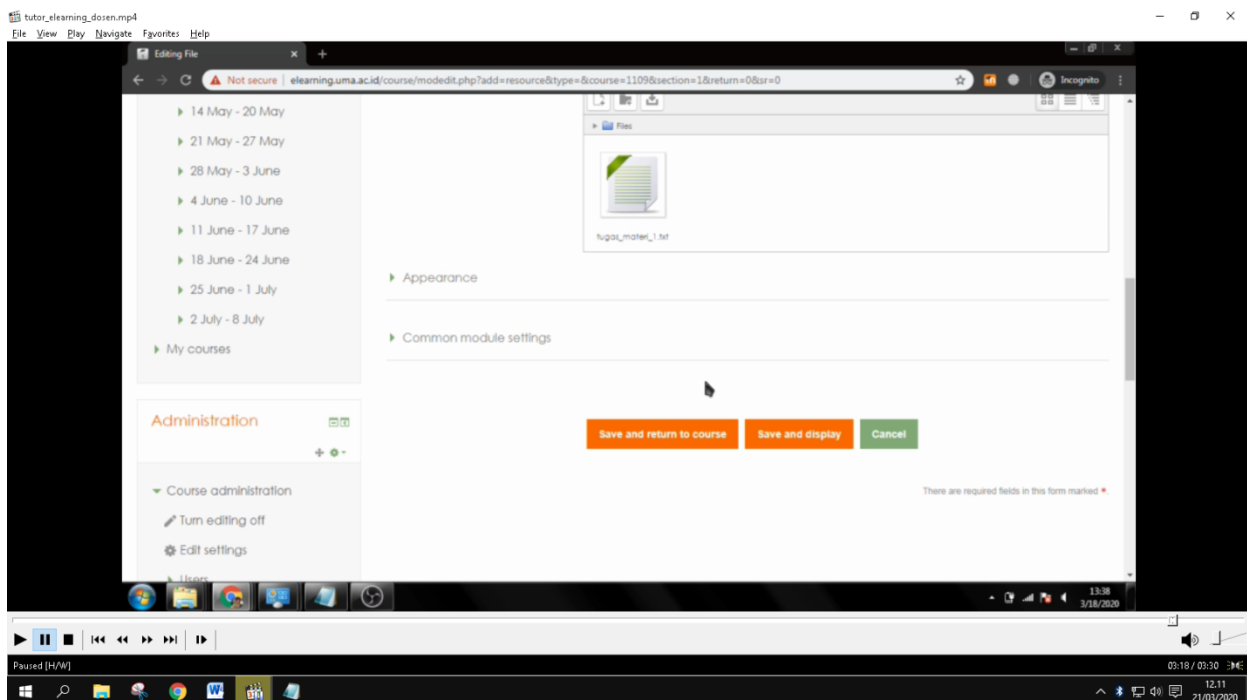 tutor_elearning_dosen.mp4
File View Play Navigate Favorites Help
Editing File
Not secure | elearning.uma.ac.id/course/modedit.php?add=resource&type=&course=1109&section=1&return=0&sr=0
Incognito
14 May - 20 May
21 May - 27 May
28 May - 3 June
4 June - 10 June
11 June - 17 June
18 June - 24 June
25 June - 1 July
2 July - 8 July
My courses
Files
tugas_materi_1.txt
Appearance
Common module settings
Save and return to course
Save and display
Cancel
There are required fields in this form marked *.
Administration
Course administration
Turn editing off
Edit settings
Users
13:38
3/18/2020
Paused [H/W]
03:18 / 03:30
12.11
21/03/2020